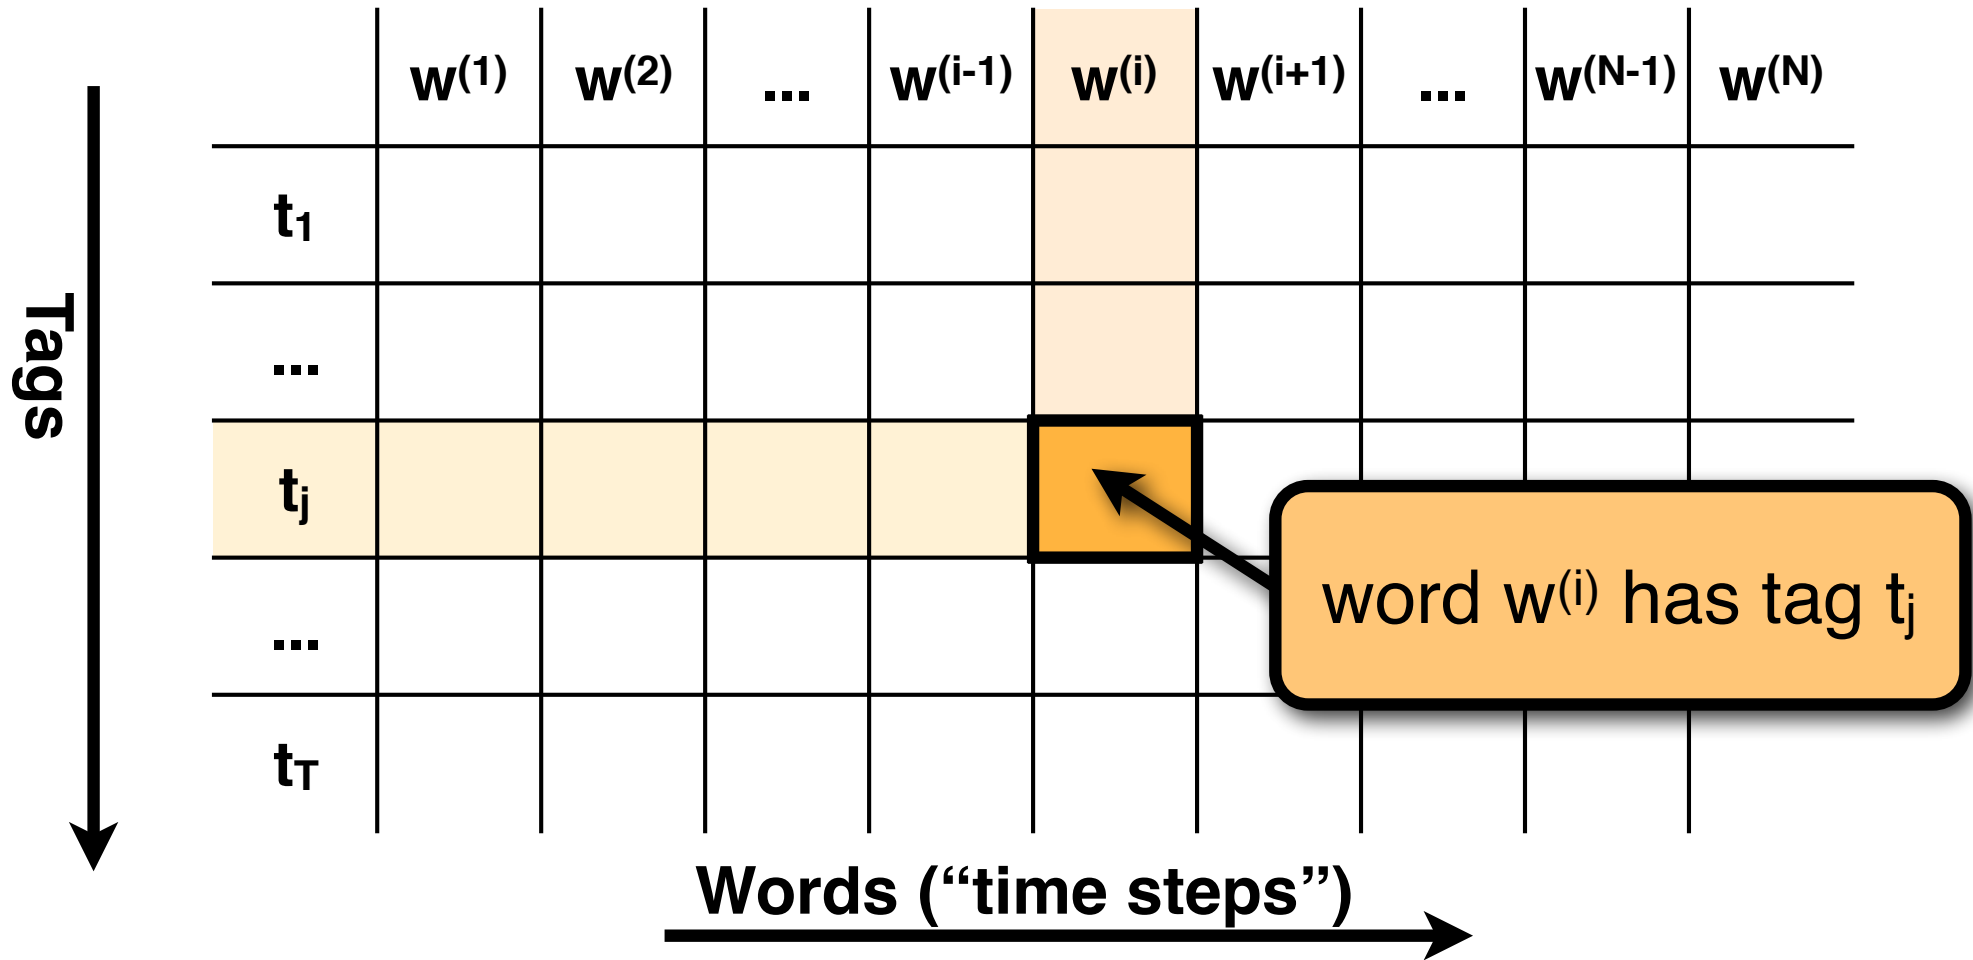 w(1) w(2) ... w(i-1) w(i) w(i+1) ... w(N-1) w(N)
t1
...
tj
...
tT
Tags
word w(i) has tag tj
Words (“time steps”)